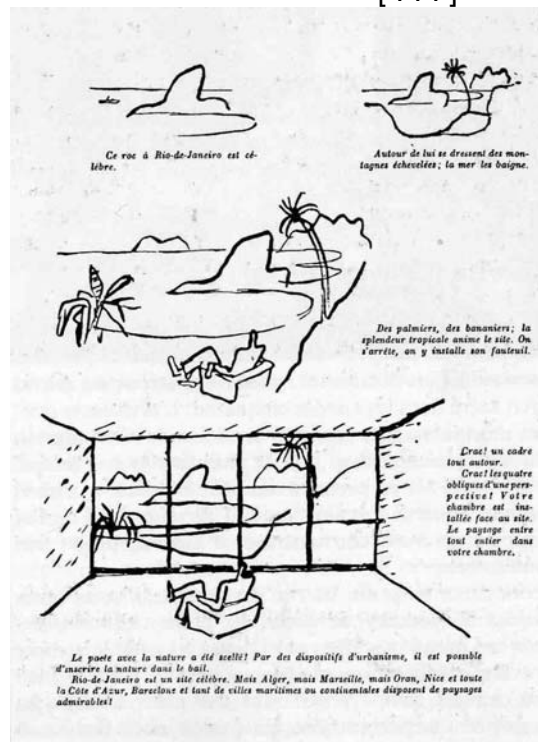 [ . . . ]
Ce roc à Rio-de-Janeiro est cé-
lèbre.
Autour de lui se dressent des mon-
tagnes échevelées ; la mer les baigne.
Des palmiers, des bananiers ; la
splendeur tropicale anime le site. On
s'arrête, on y installe son fauteuil.
Crac! un cadre
tout autour.
Crac! les quatre
obliques d'une pers-
pective! Votre
chambre est ins-
tallée face au site.
Le paysage entre
tout entier dans
votre chambre.
Le pacte avec la nature a été scellé! Par des dispositifs d'urbanisme, il est possible
d'inscrire la nature dans le bail.
Rio-de-Janeiro est un site célèbre. Mais Alger, mais Marseille, mais Oran, Nice et toute
la Côte d'Azur, Barcelone et tant de villes maritimes ou continentales disposent de paysages
admirables!